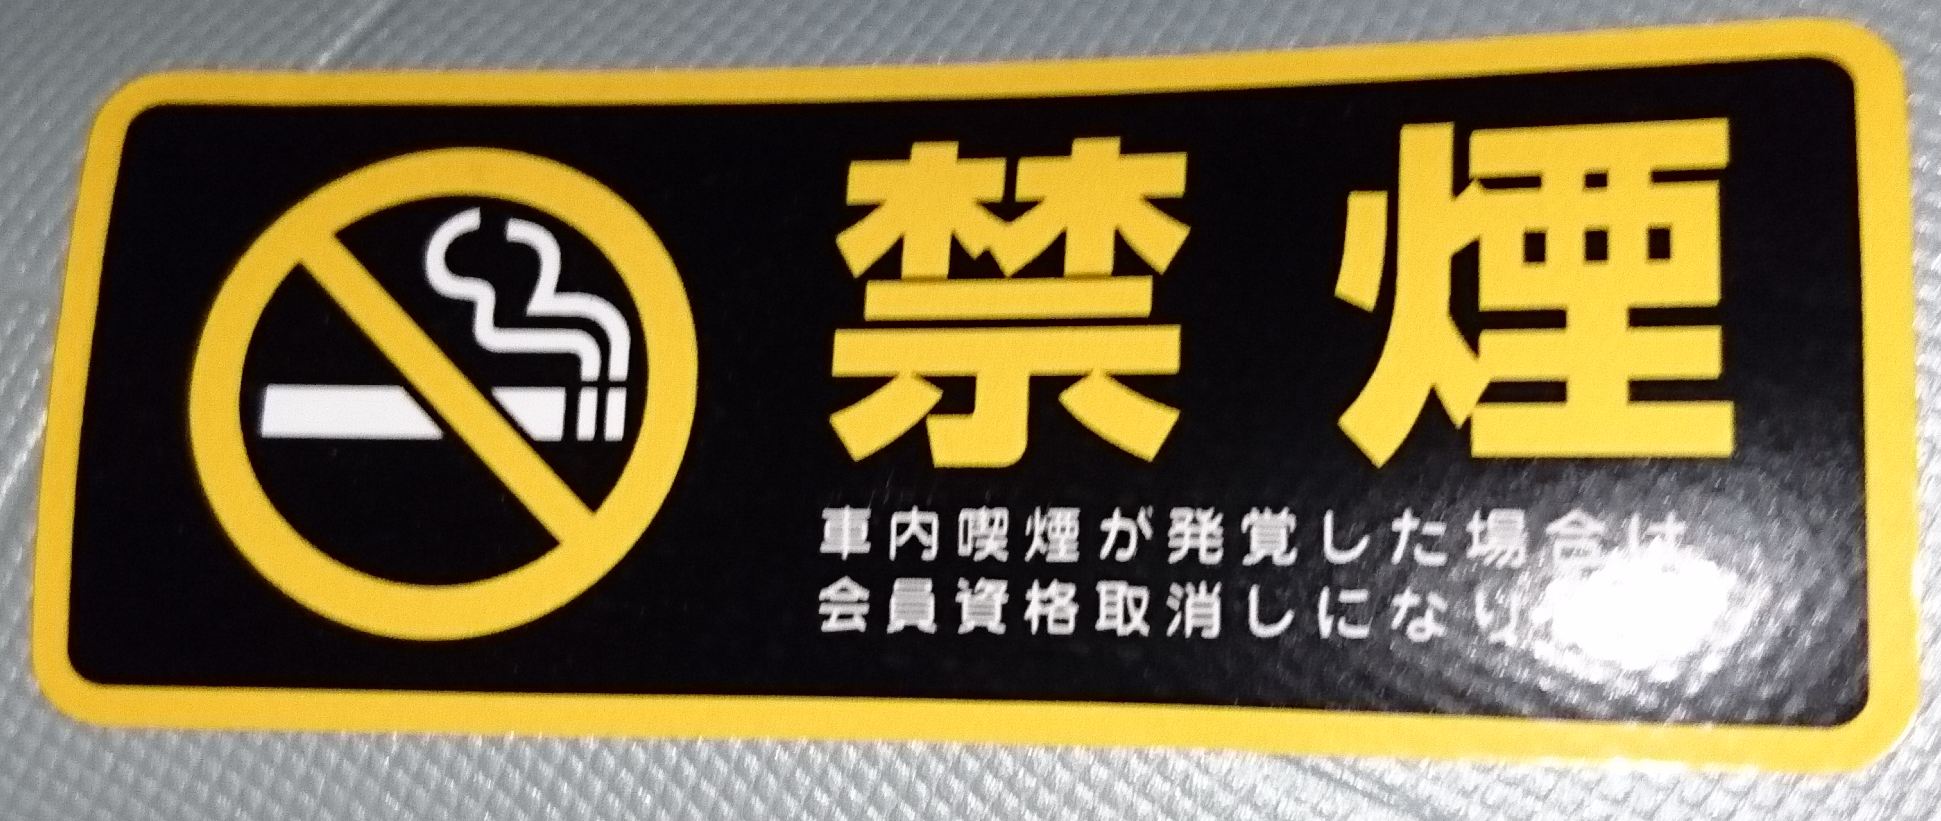 禁煙
車内喫煙が発覚した場合は
会員資格取消しになり